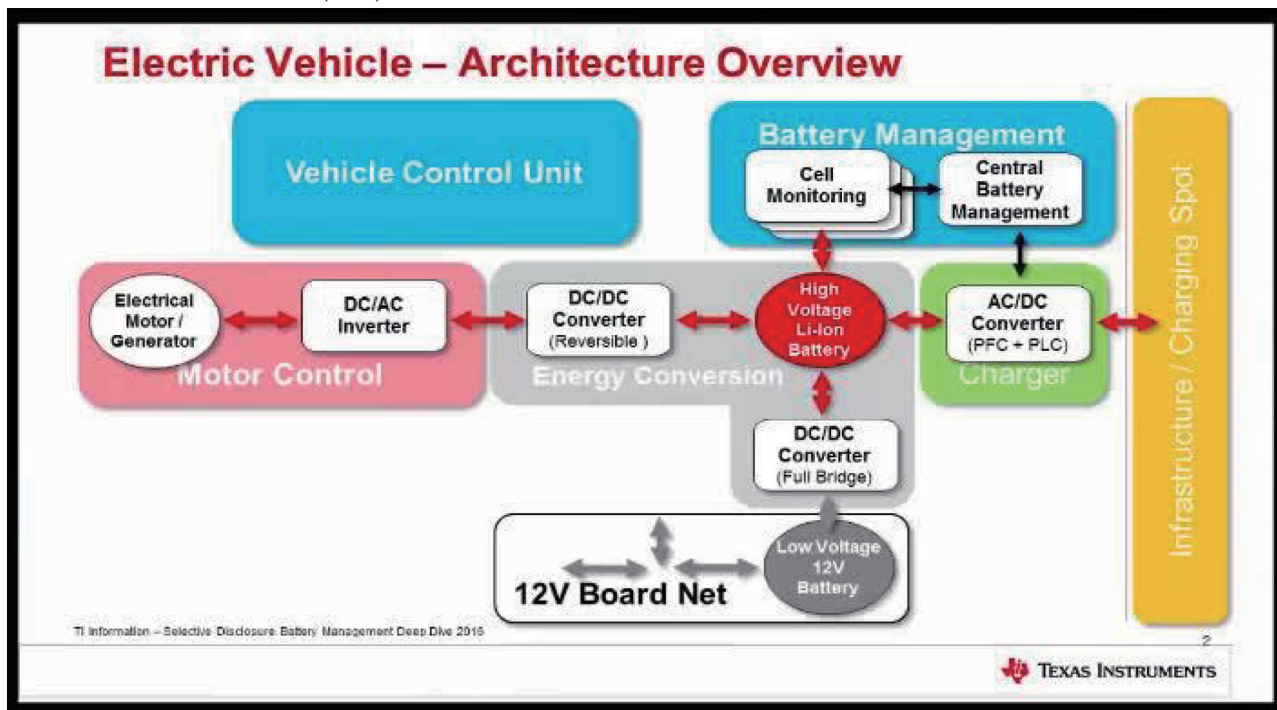 Electric Vehicle – Architecture Overview
Vehicle Control Unit
Battery Management
Cell
Monitoring
Central
Battery
Management
Electrical
Motor /
Generator
DC/AC
Inverter
Motor Control
DC/DC
Converter
(Reversible )
Energy Conversion
High
Voltage
Li-Ion
Battery
AC/DC
Converter
(PFC + PLC)
Charger
Infrastructure / Charging Spot
DC/DC
Converter
(Full Bridge)
Low Voltage
12V
Battery
12V Board Net
TI Information – Selective Disclosure Battery Management Deep Dive 2016
2
TEXAS INSTRUMENTS